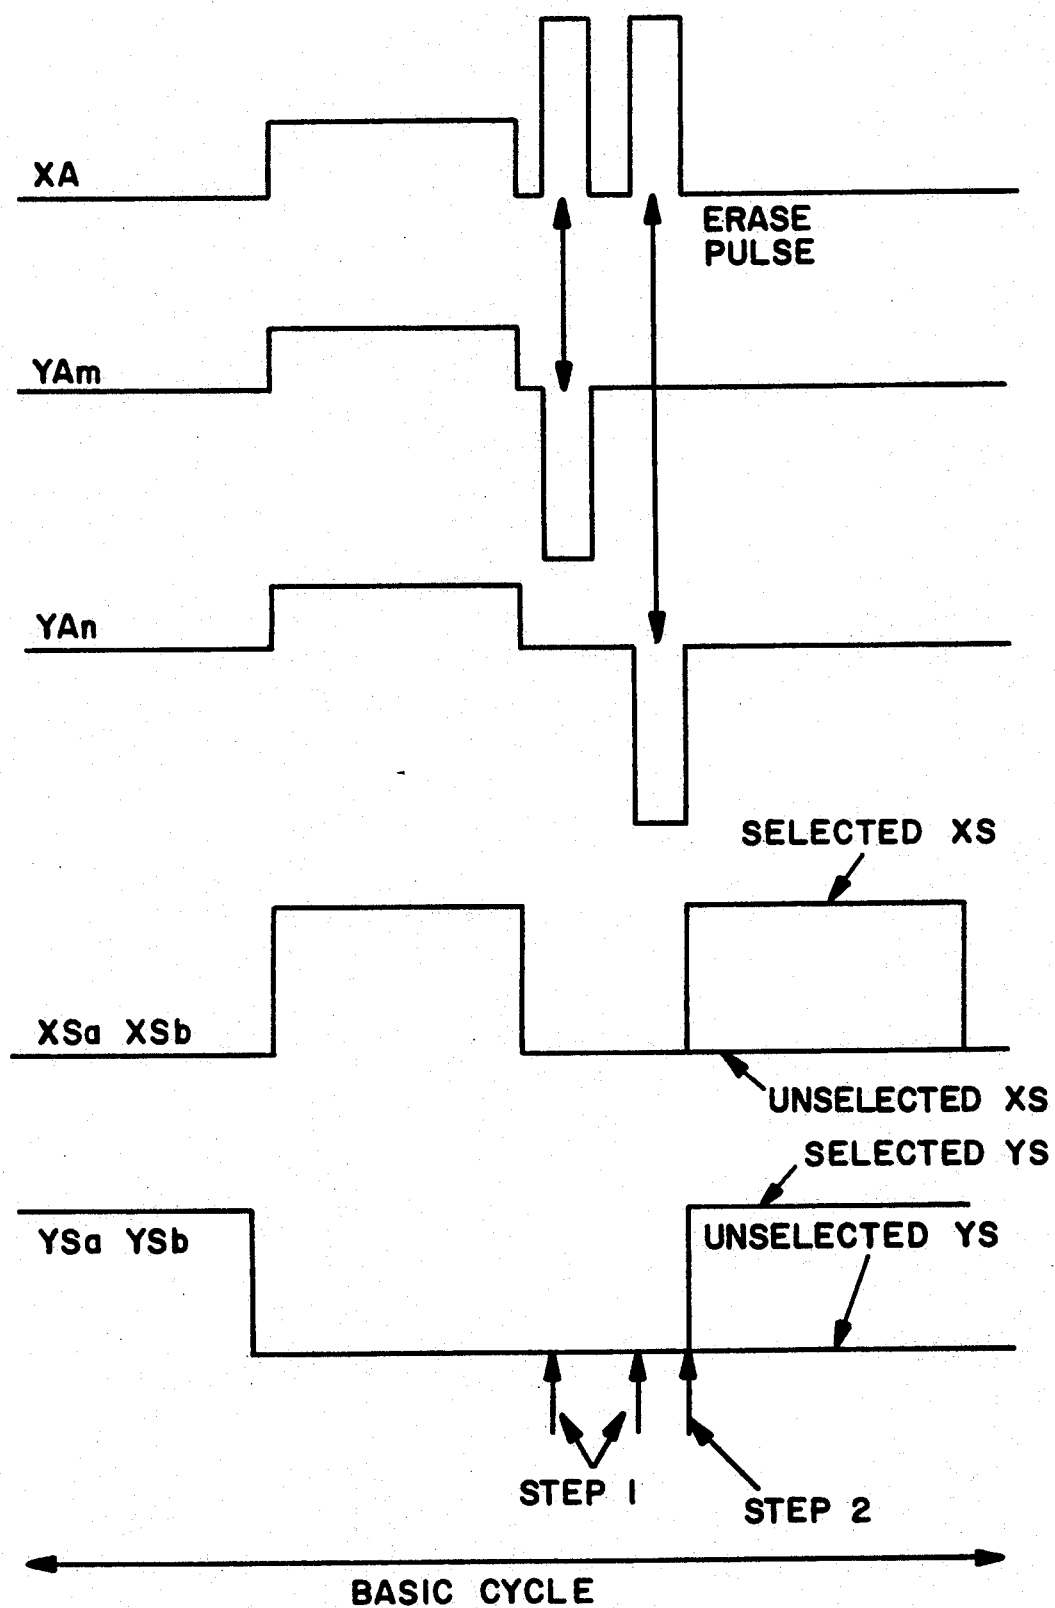 XA
ERASE
PULSE
YAm
YAn
SELECTED XS
XSa XSb
UNSELECTED XS
SELECTED YS
YSa YSb
UNSELECTED YS
STEP 1
STEP 2
BASIC CYCLE